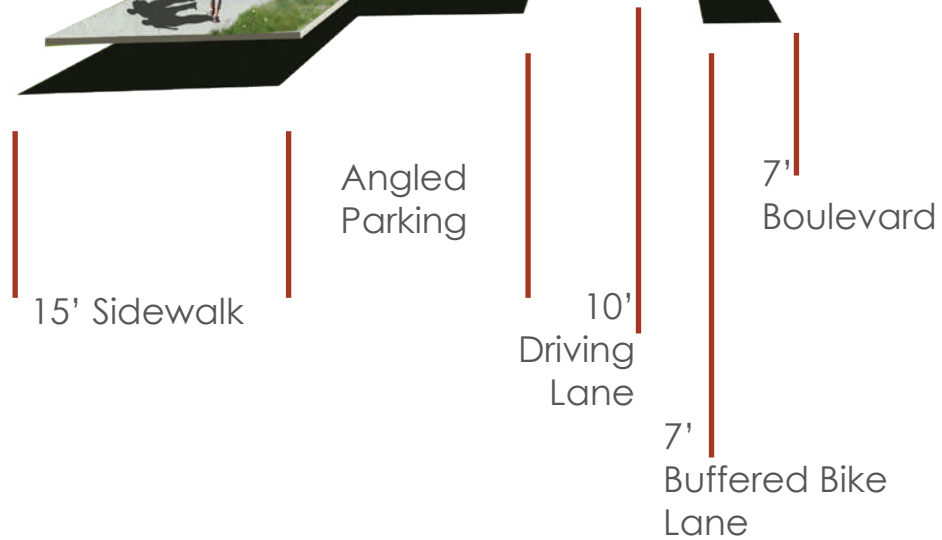 15’ Sidewalk
Angled
Parking
10’
Driving
Lane
7’
Buffered Bike
Lane
7’
Boulevard